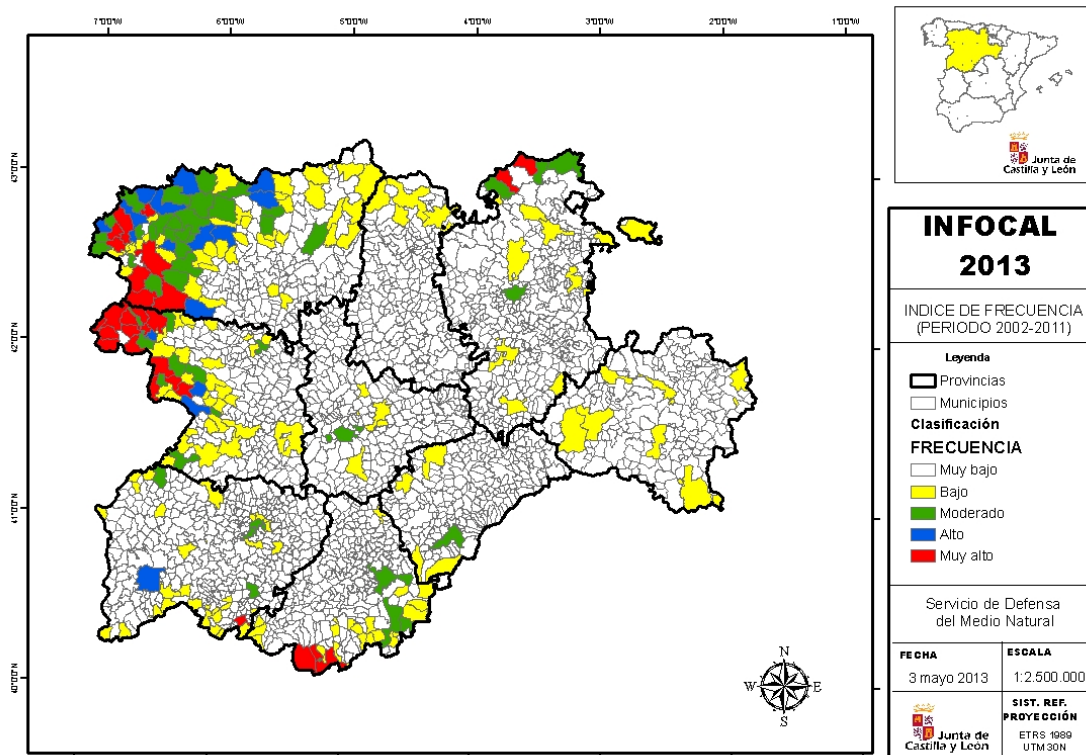 7°0'0"W 6°0'0"W 5°0'0"W 4°0'0"W 3°0'0"W 2°0'0"W 1°0'0"W
43°0'0"N
42°0'0"N
41°0'0"N
40°0'0"N
N
W E
S
Junta de
Castilla y León
INFOCAL
2013
INDICE DE FRECUENCIA
(PERIODO 2002-2011)
Leyenda
Provincias
Municipios
Clasificación
FRECUENCIA
Muy bajo
Bajo
Moderado
Alto
Muy alto
Servicio de Defensa
del Medio Natural
FECHA
3 mayo 2013
ESCALA
1:2.500.000
Junta de
Castilla y León
SIST. REF.
PROYECCIÓN
ETRS 1989
UTM 30N